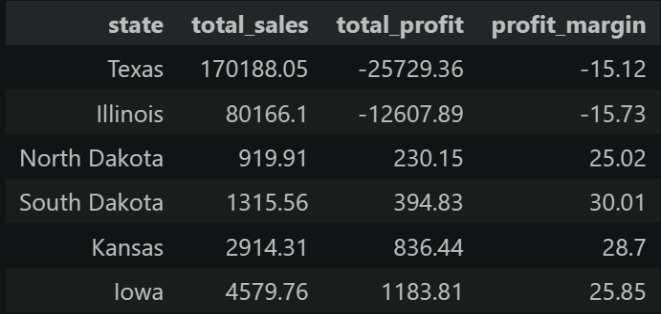 state total_sales total_profit profit_margin
Texas 170188.05 -25729.36 -15.12
Illinois 80166.1 -12607.89 -15.73
North Dakota 919.91 230.15 25.02
South Dakota 1315.56 394.83 30.01
Kansas 2914.31 836.44 28.7
Iowa 4579.76 1183.81 25.85